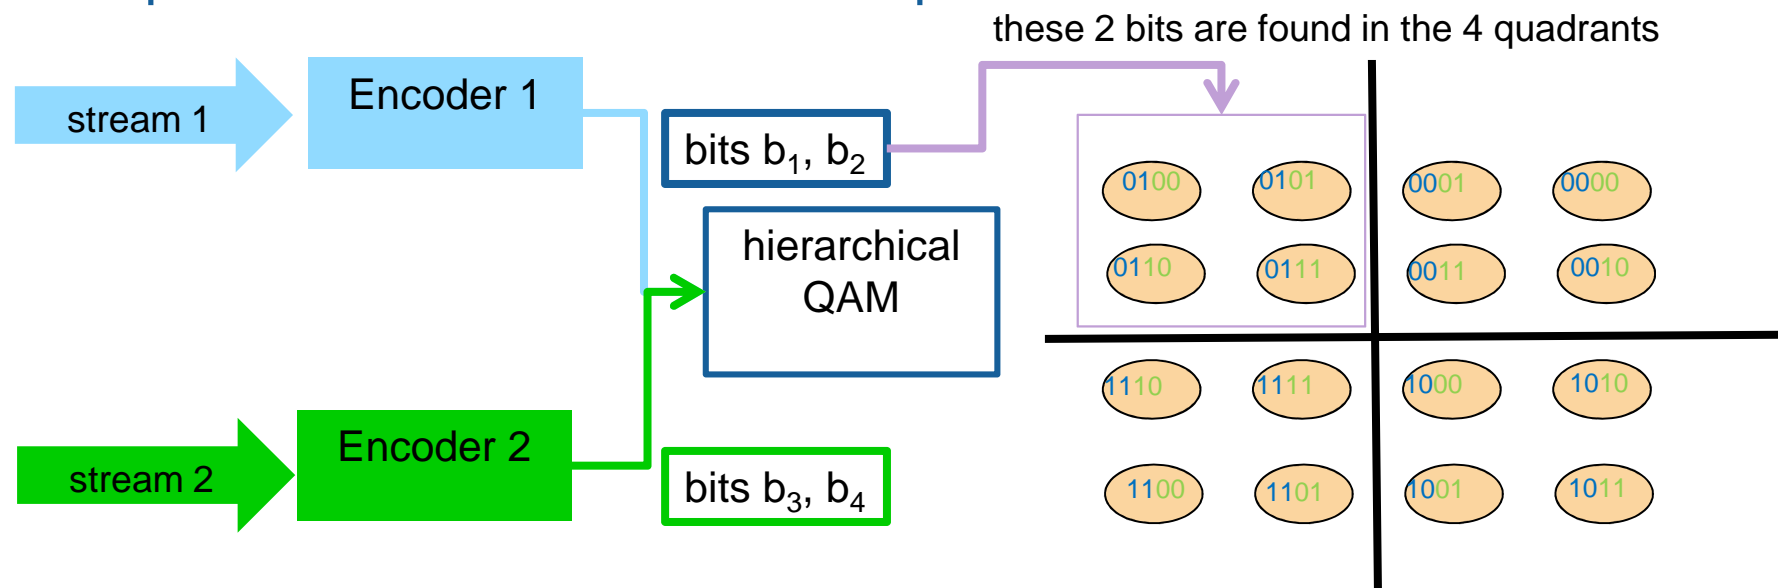 these 2 bits are found in the 4 quadrants
stream 1
Encoder 1
bits b₁, b₂
hierarchical
QAM
stream 2
Encoder 2
bits b₃, b₄
0100 0101 0001 0000
0110 0111 0011 0010
1110 1111 1000 1010
1100 1101 1001 1011